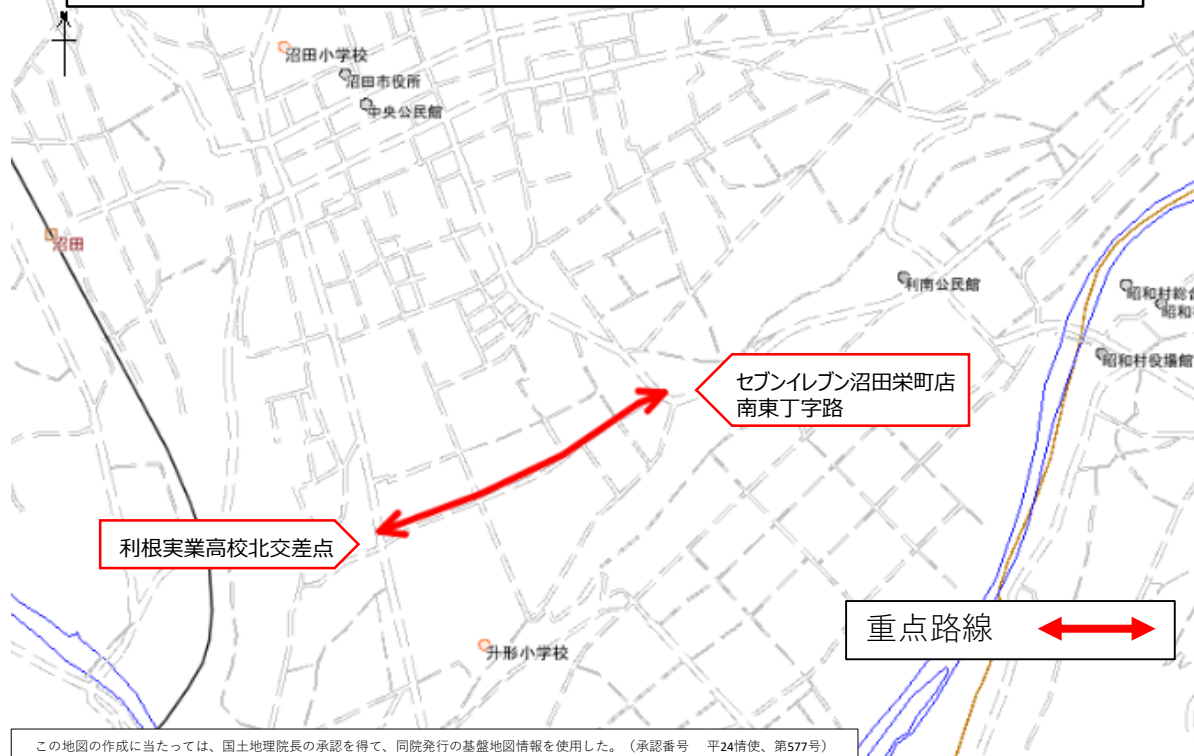 沼田小学校
沼田市役所
中央公民館
沼田
利南公民館
昭和村総合
昭和村役場館
セブンイレブン沼田栄町店
南東丁字路
利根実業高校北交差点
重点路線
升形小学校
この地図の作成に当たっては、国土地理院長の承認を得て、同院発行の基盤地図情報を使用した。（承認番号　平24情使、第577号）